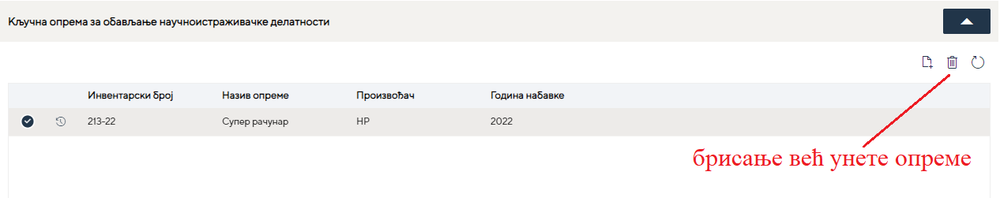 Кључна опрема за обављање научноистраживачке делатности
Инвентарски број Назив опреме Произвођач Година набавке
213-22 Супер рачунар HP 2022
брисање већ унете опреме